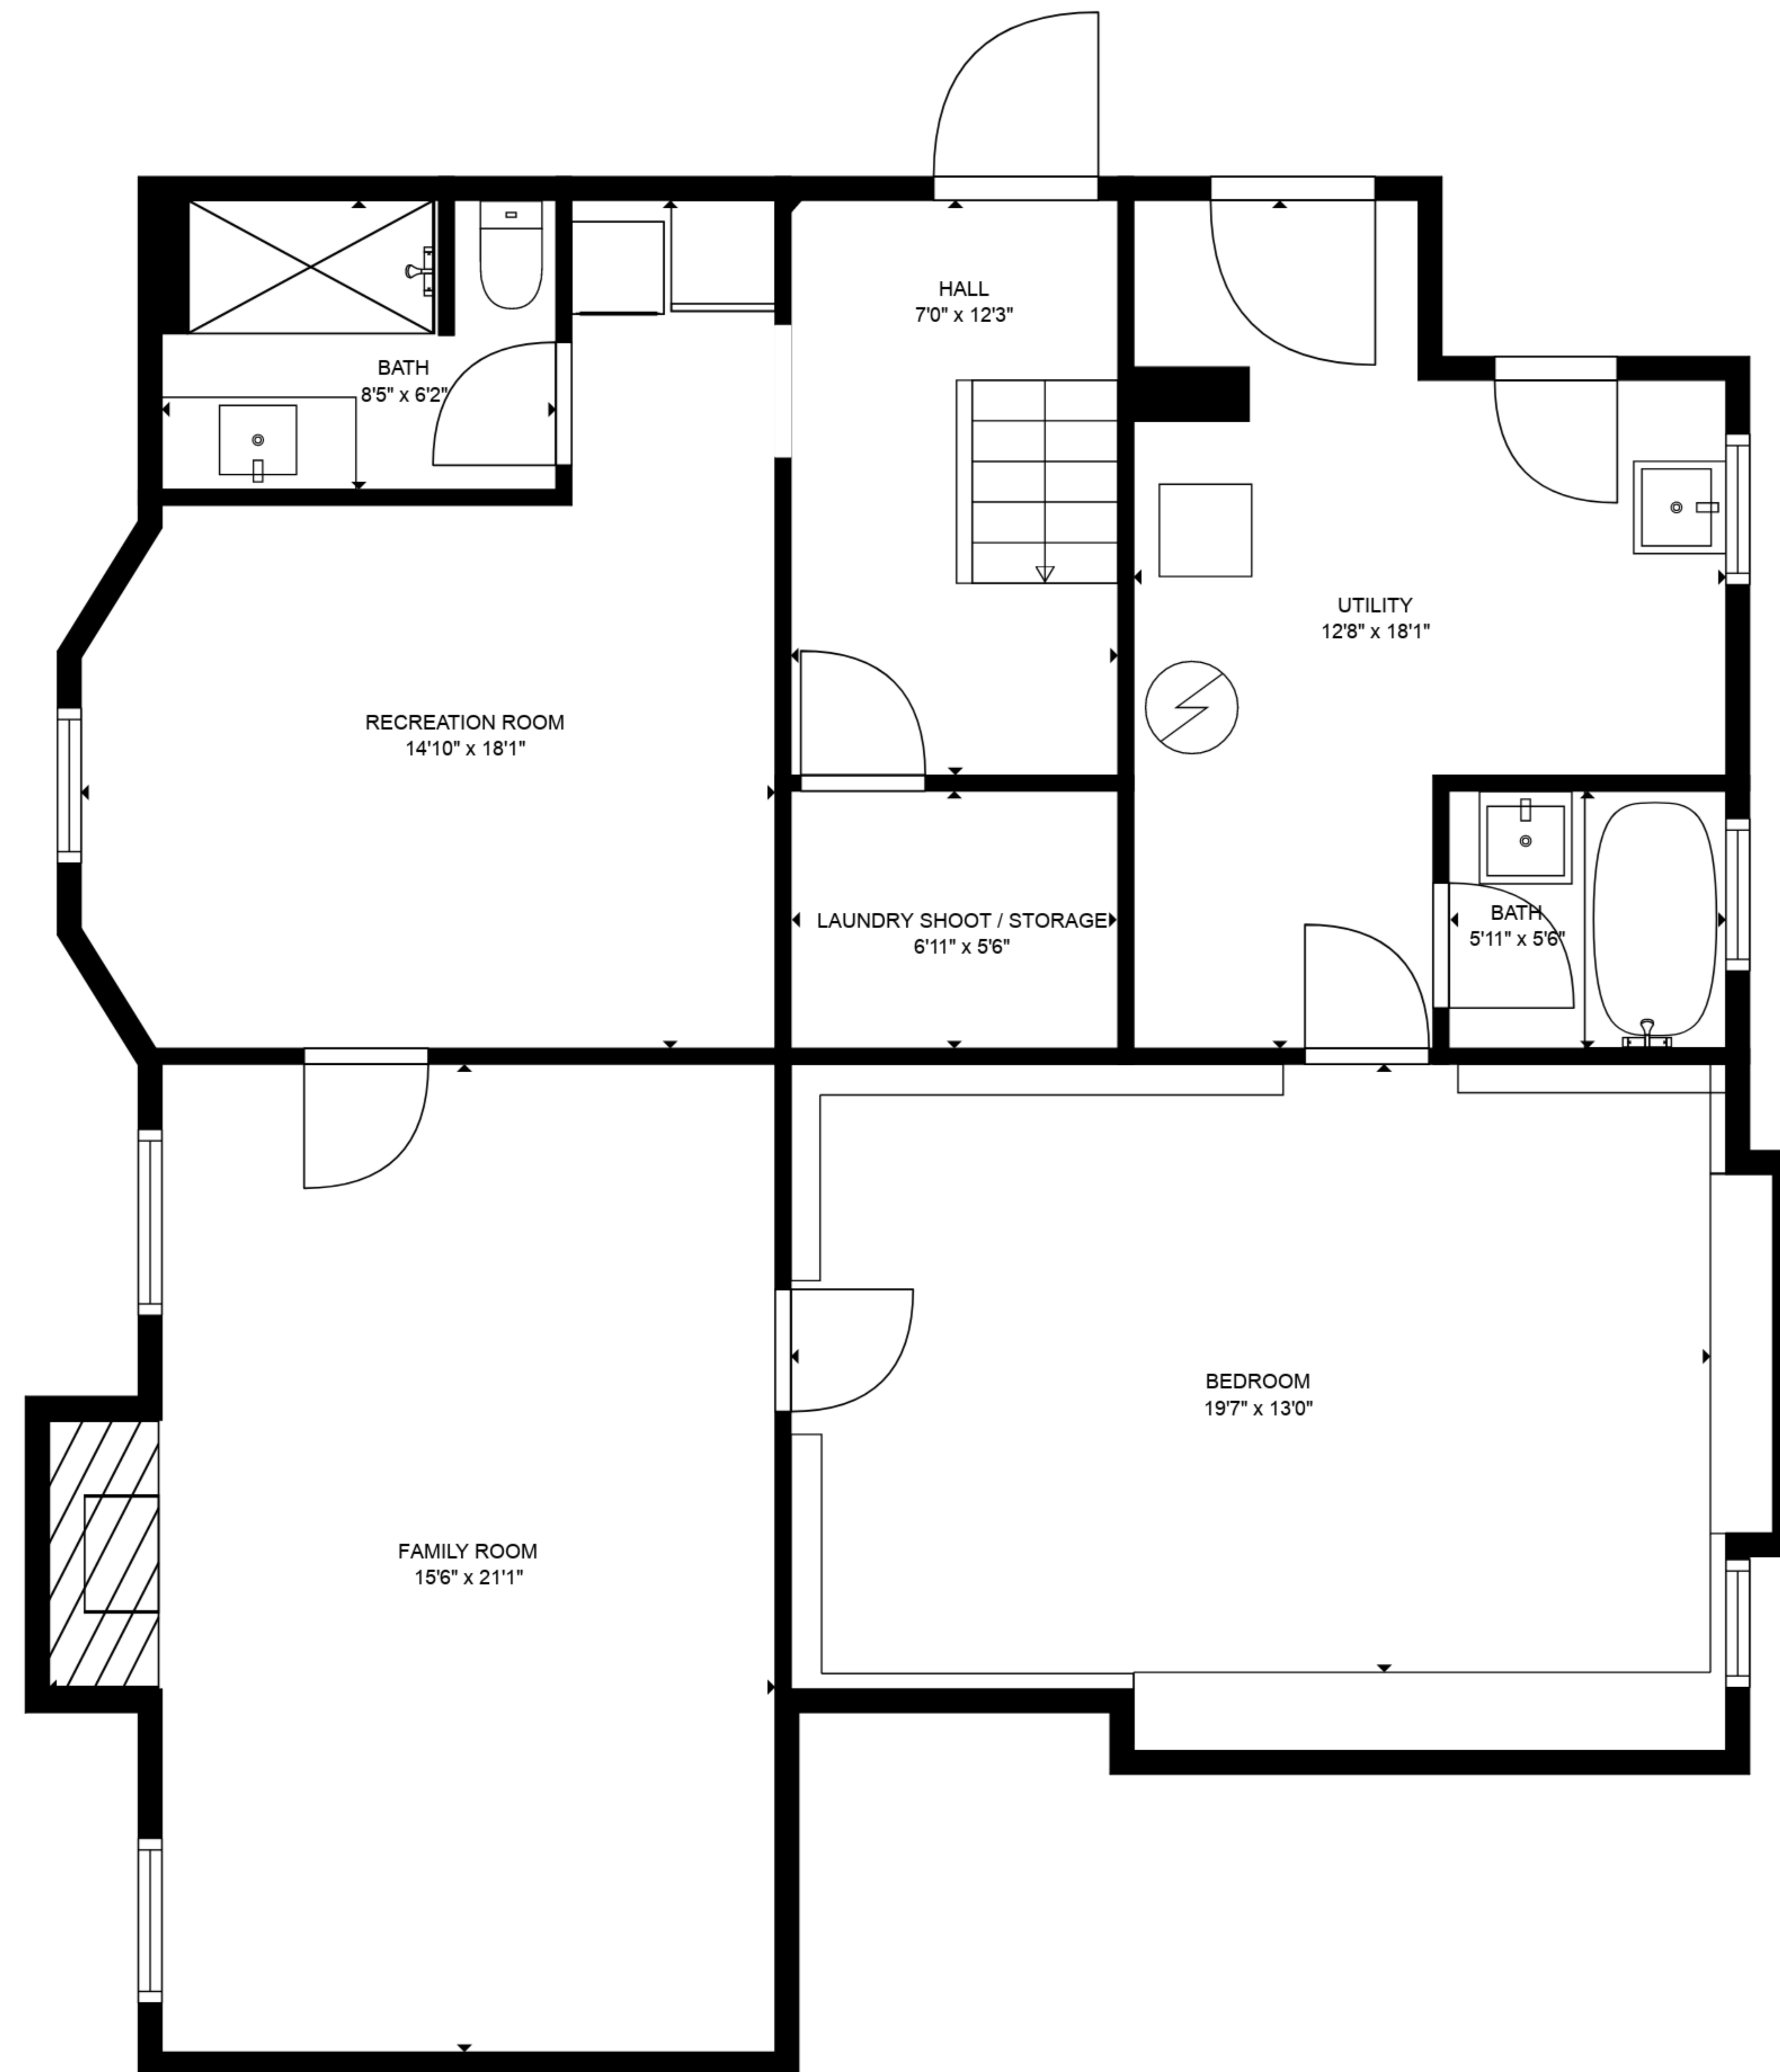 HALL
7'0" x 12'3"
BATH
8'5" x 6'2"
UTILITY
12'8" x 18'1"
RECREATION ROOM
14'10" x 18'1"
LAUNDRY SHOOT / STORAGE
6'11" x 5'6"
BATH
5'11" x 5'6"
BEDROOM
19'7" x 13'0"
FAMILY ROOM
15'6" x 21'1"